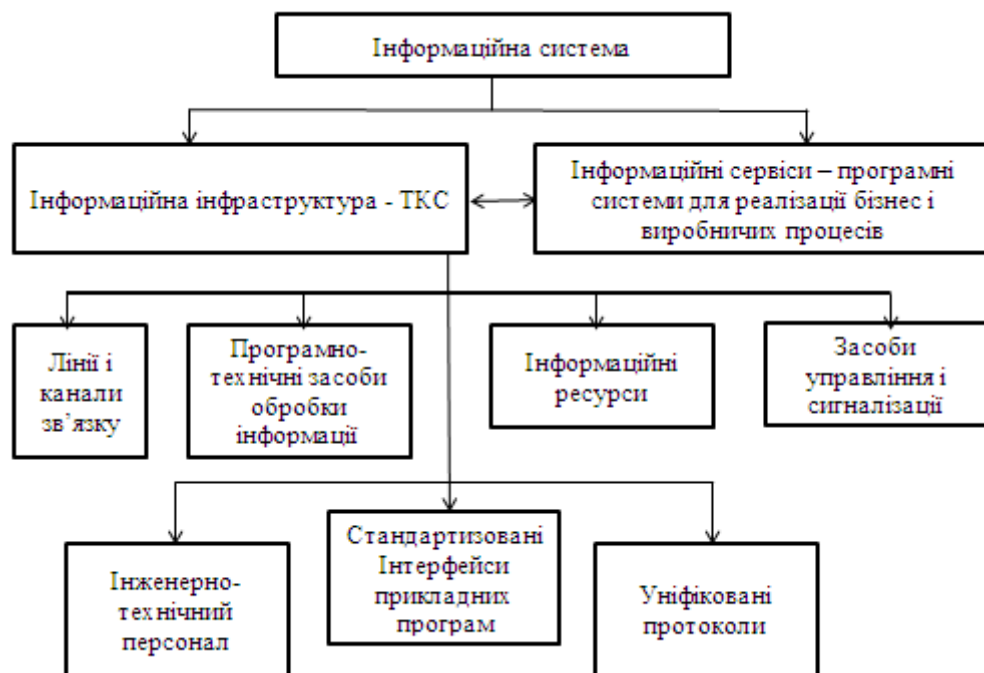 Інформаційна система
Інформаційна інфраструктура - ТКС
Інформаційні сервіси – програмні
системи для реалізації бізнес і
виробничих процесів
Лінії і
канали
зв’язку
Програмно-
технічні засоби
обробки
інформації
Інформаційні
ресурси
Засоби
управління і
сигналізації
Інженерно-
технічний
персонал
Стандартизовані
Інтерфейси
прикладних
програм
Уніфіковані
протоколи